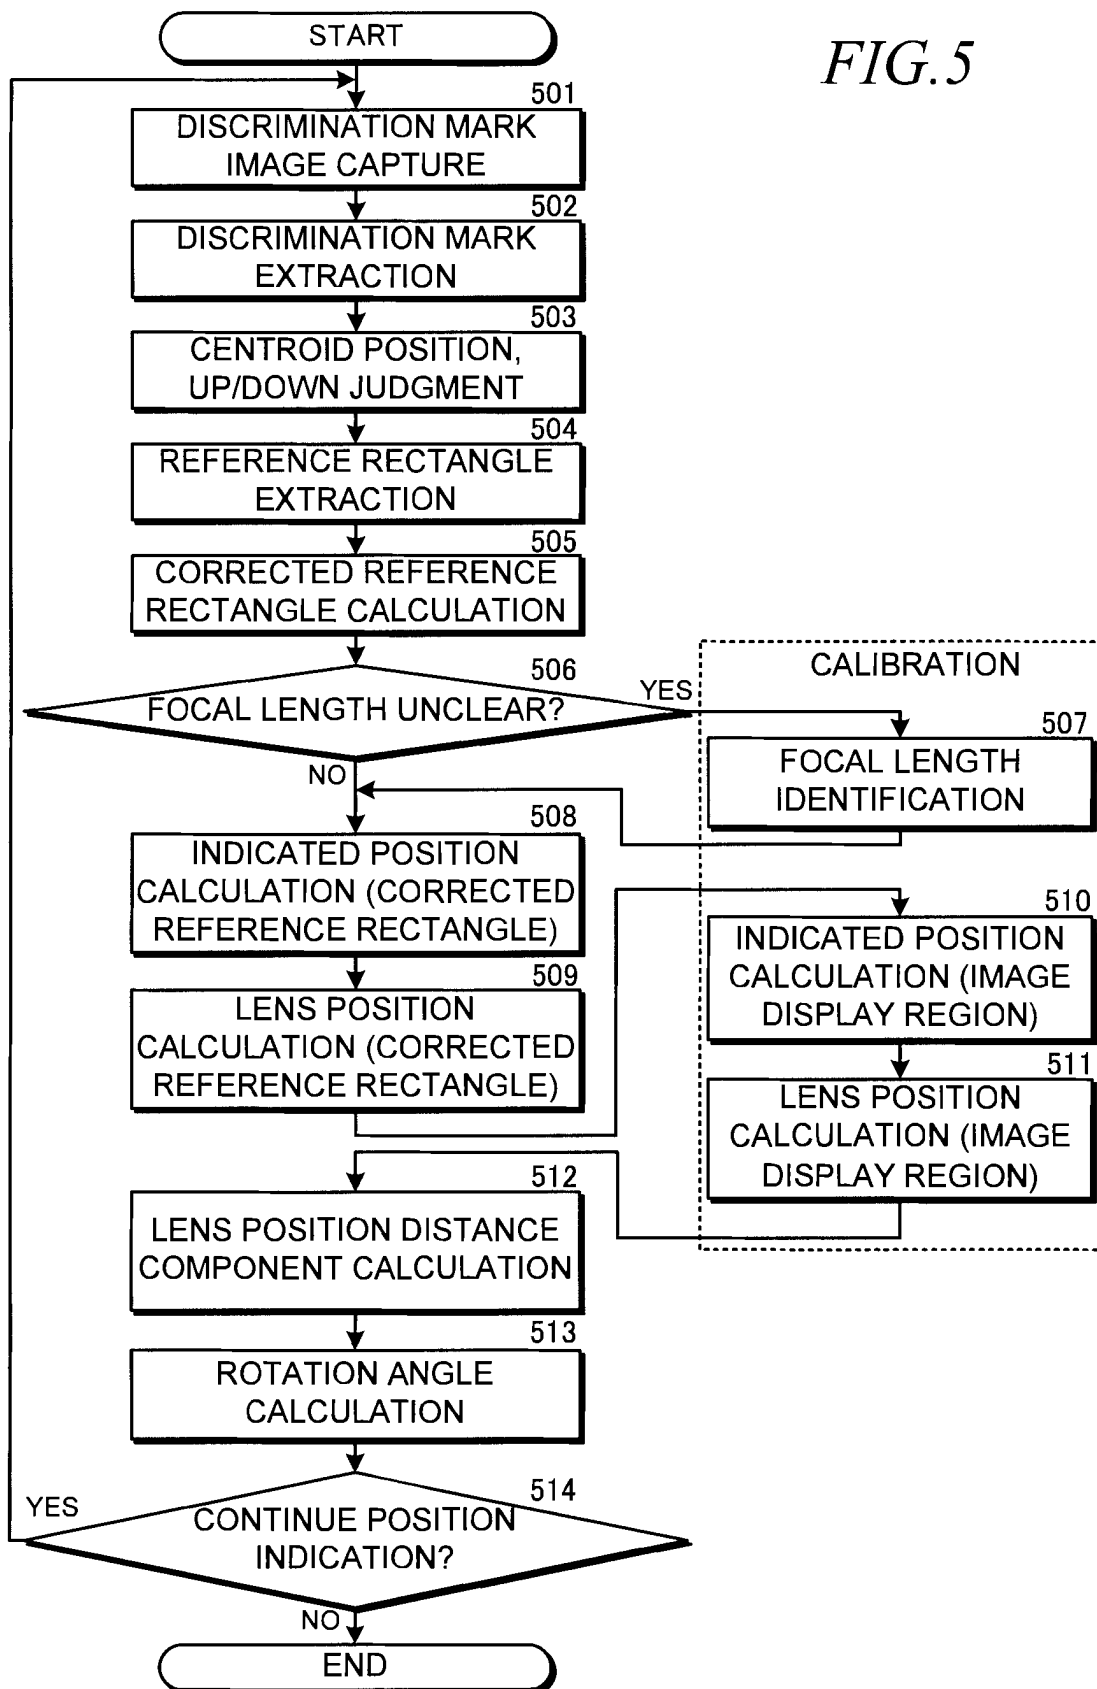 START
FIG.5
501
DISCRIMINATION MARK
IMAGE CAPTURE
502
DISCRIMINATION MARK
EXTRACTION
503
CENTROID POSITION,
UP/DOWN JUDGMENT
504
REFERENCE RECTANGLE
EXTRACTION
505
CORRECTED REFERENCE
RECTANGLE CALCULATION
506
FOCAL LENGTH UNCLEAR?
YES
NO
CALIBRATION
507
FOCAL LENGTH
IDENTIFICATION
508
INDICATED POSITION
CALCULATION (CORRECTED
REFERENCE RECTANGLE)
509
LENS POSITION
CALCULATION (CORRECTED
REFERENCE RECTANGLE)
510
INDICATED POSITION
CALCULATION (IMAGE
DISPLAY REGION)
511
LENS POSITION
CALCULATION (IMAGE
DISPLAY REGION)
512
LENS POSITION DISTANCE
COMPONENT CALCULATION
513
ROTATION ANGLE
CALCULATION
514
YES
CONTINUE POSITION
INDICATION?
NO
END